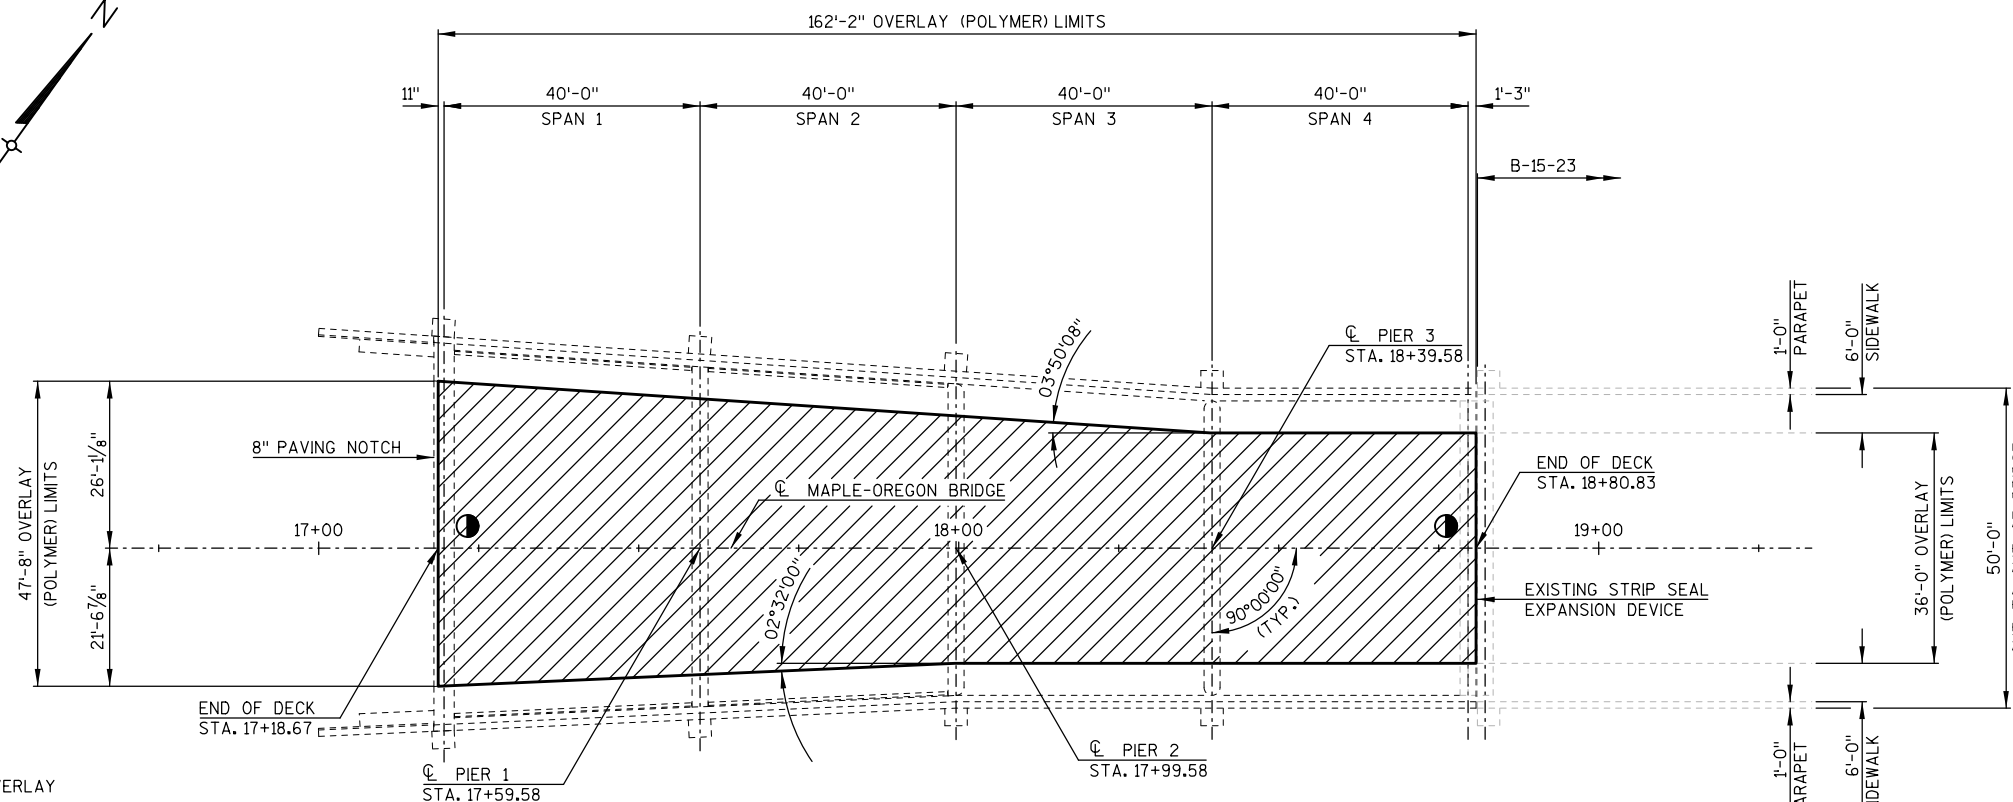 N
162'-2" OVERLAY (POLYMER) LIMITS
11"
40'-0"
40'-0"
40'-0"
40'-0"
1'-3"
SPAN 1
SPAN 2
SPAN 3
SPAN 4
B-15-23
03°50'08"
℄ PIER 3
STA. 18+39.58
1'-0"
PARAPET
6'-0"
SIDEWALK
8" PAVING NOTCH
47'-8" OVERLAY
(POLYMER) LIMITS
26'-1/8"
21'-6⅞"
17+00
℄ MAPLE-OREGON BRIDGE
18+00
END OF DECK
STA. 18+80.83
19+00
02°32'00"
90°00'00"
(TYP.)
EXISTING STRIP SEAL
EXPANSION DEVICE
36'-0" OVERLAY
(POLYMER) LIMITS
50'-0"
END OF DECK
STA. 17+18.67
℄ PIER 1
STA. 17+59.58
℄ PIER 2
STA. 17+99.58
1'-0"
ARAPET
6'-0"
DEWALK
VERLAY